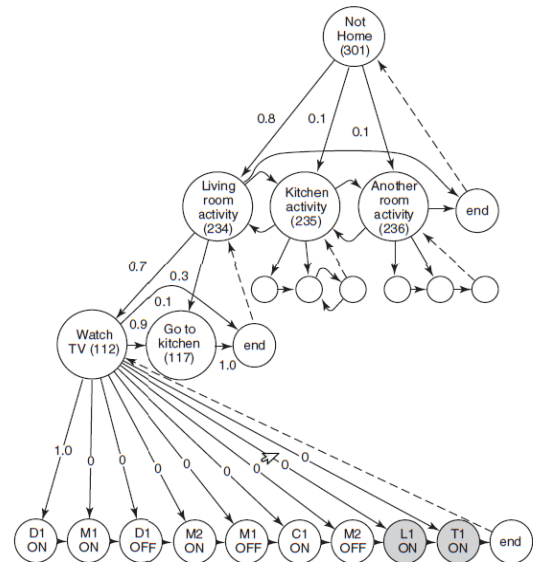 Not
Home
(301)
0.8
0.1
0.1
Living
room
activity
(234)
Kitchen
activity
(235)
Another
room
activity
(236)
end
0.7
0.3
0.1
0.9
Watch
TV (112)
Go to
kitchen
(117)
1.0
end
1.0
0
0
0
0
0
0
0
0
D1
ON
M1
ON
D1
OFF
M2
ON
M1
OFF
C1
ON
M2
OFF
L1
ON
T1
ON
end